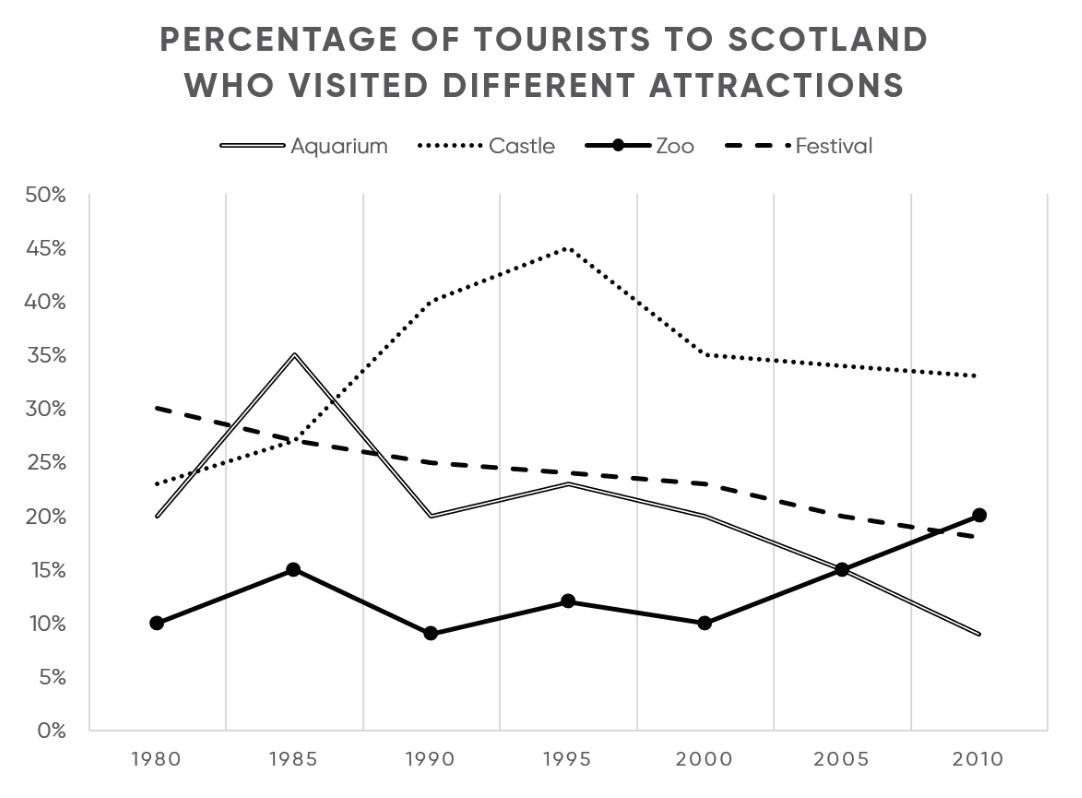 PERCENTAGE OF TOURISTS TO SCOTLAND
WHO VISITED DIFFERENT ATTRACTIONS
Aquarium Castle Zoo Festival
50%
45%
40%
35%
30%
25%
20%
15%
10%
5%
0%
1980 1985 1990 1995 2000 2005 2010